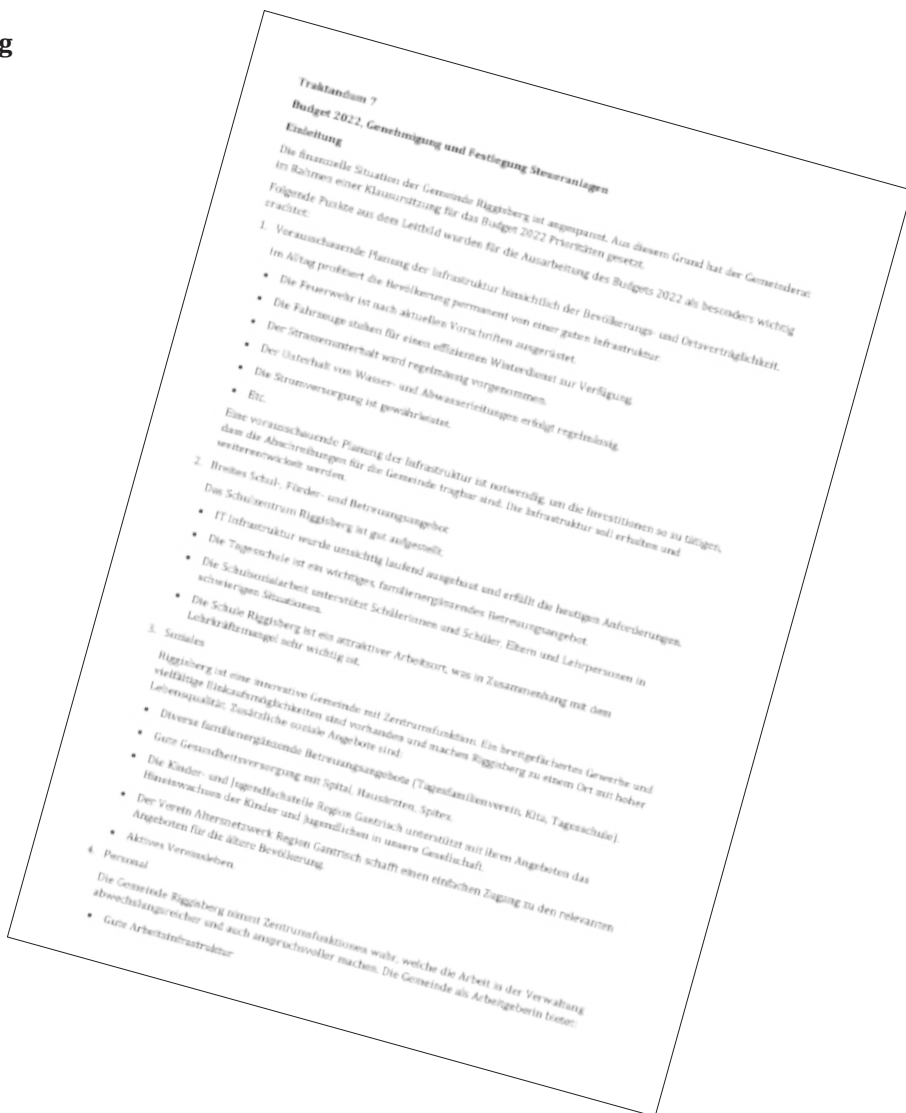 g
Traktandum 7
Budget 2022, Genehmigung und Festlegung Steueranlagen
Einleitung
Die finanzielle Situation der Gemeinde Riggisberg ist angespannt. Aus diesem Grund hat der Gemeinderat
im Rahmen einer Klausursitzung für das Budget 2022 Prioritäten gesetzt.
Folgende Punkte aus dem Leitbild wurden für die Ausarbeitung des Budgets 2022 als besonders wichtig
erachtet:
1. Vorausschauende Planung der Infrastruktur hinsichtlich der Bevölkerungs- und Ortsverträglichkeit.
Im Alltag profitiert die Bevölkerung permanent von einer guten Infrastruktur:
• Die Feuerwehr ist nach aktuellen Vorschriften ausgerüstet.
• Die Fahrzeuge stehen für einen effizienten Winterdienst zur Verfügung.
• Der Strassenunterhalt wird regelmässig vorgenommen.
• Der Unterhalt von Wasser- und Abwasserleitungen erfolgt regelmässig.
• Die Stromversorgung ist gewährleistet.
• Etc.
Eine vorausschauende Planung der Infrastruktur ist notwendig, um die Investitionen so zu tätigen,
dass die Abschreibungen für die Gemeinde tragbar sind. Die Infrastruktur soll erhalten und
weiterentwickelt werden.
2. Breites Schul-, Förder- und Betreuungsangebot
Das Schulzentrum Riggisberg ist gut aufgestellt.
• IT Infrastruktur wurde umsichtig laufend ausgebaut und erfüllt die heutigen Anforderungen.
• Die Tagesschule ist ein wichtiges, familienergänzendes Betreuungsangebot.
• Die Schulsozialarbeit unterstützt Schülerinnen und Schüler, Eltern und Lehrpersonen in
schwierigen Situationen.
• Die Schule Riggisberg ist ein attraktiver Arbeitsort, was in Zusammenhang mit dem
Lehrkräftemangel sehr wichtig ist.
3. Soziales
Riggisberg ist eine innovative Gemeinde mit Zentrumsfunktion. Ein breitgefächertes Gewerbe und
vielfältige Einkaufsmöglichkeiten sind vorhanden und machen Riggisberg zu einem Ort mit hoher
Lebensqualität. Zusätzliche soziale Angebote sind:
• Diverse familienergänzende Betreuungsangebote (Tagesfamilienverein, Kita, Tagesschule).
• Gute Gesundheitsversorgung mit Spital, Hausärzten, Spitex.
• Die Kinder- und Jugendfachstelle Region Gantrisch unterstützt mit ihren Angeboten das
Hineinwachsen der Kinder und Jugendlichen in unsere Gesellschaft.
• Der Verein Altersnetzwerk Region Gantrisch schafft einen einfachen Zugang zu den relevanten
Angeboten für die ältere Bevölkerung.
• Aktives Vereinsleben.
4. Personal
Die Gemeinde Riggisberg nimmt Zentrumsfunktionen wahr, welche die Arbeit in der Verwaltung
abwechslungsreicher und auch anspruchsvoller machen. Die Gemeinde als Arbeitgeberin bietet:
• Gute Arbeitsinfrastruktur